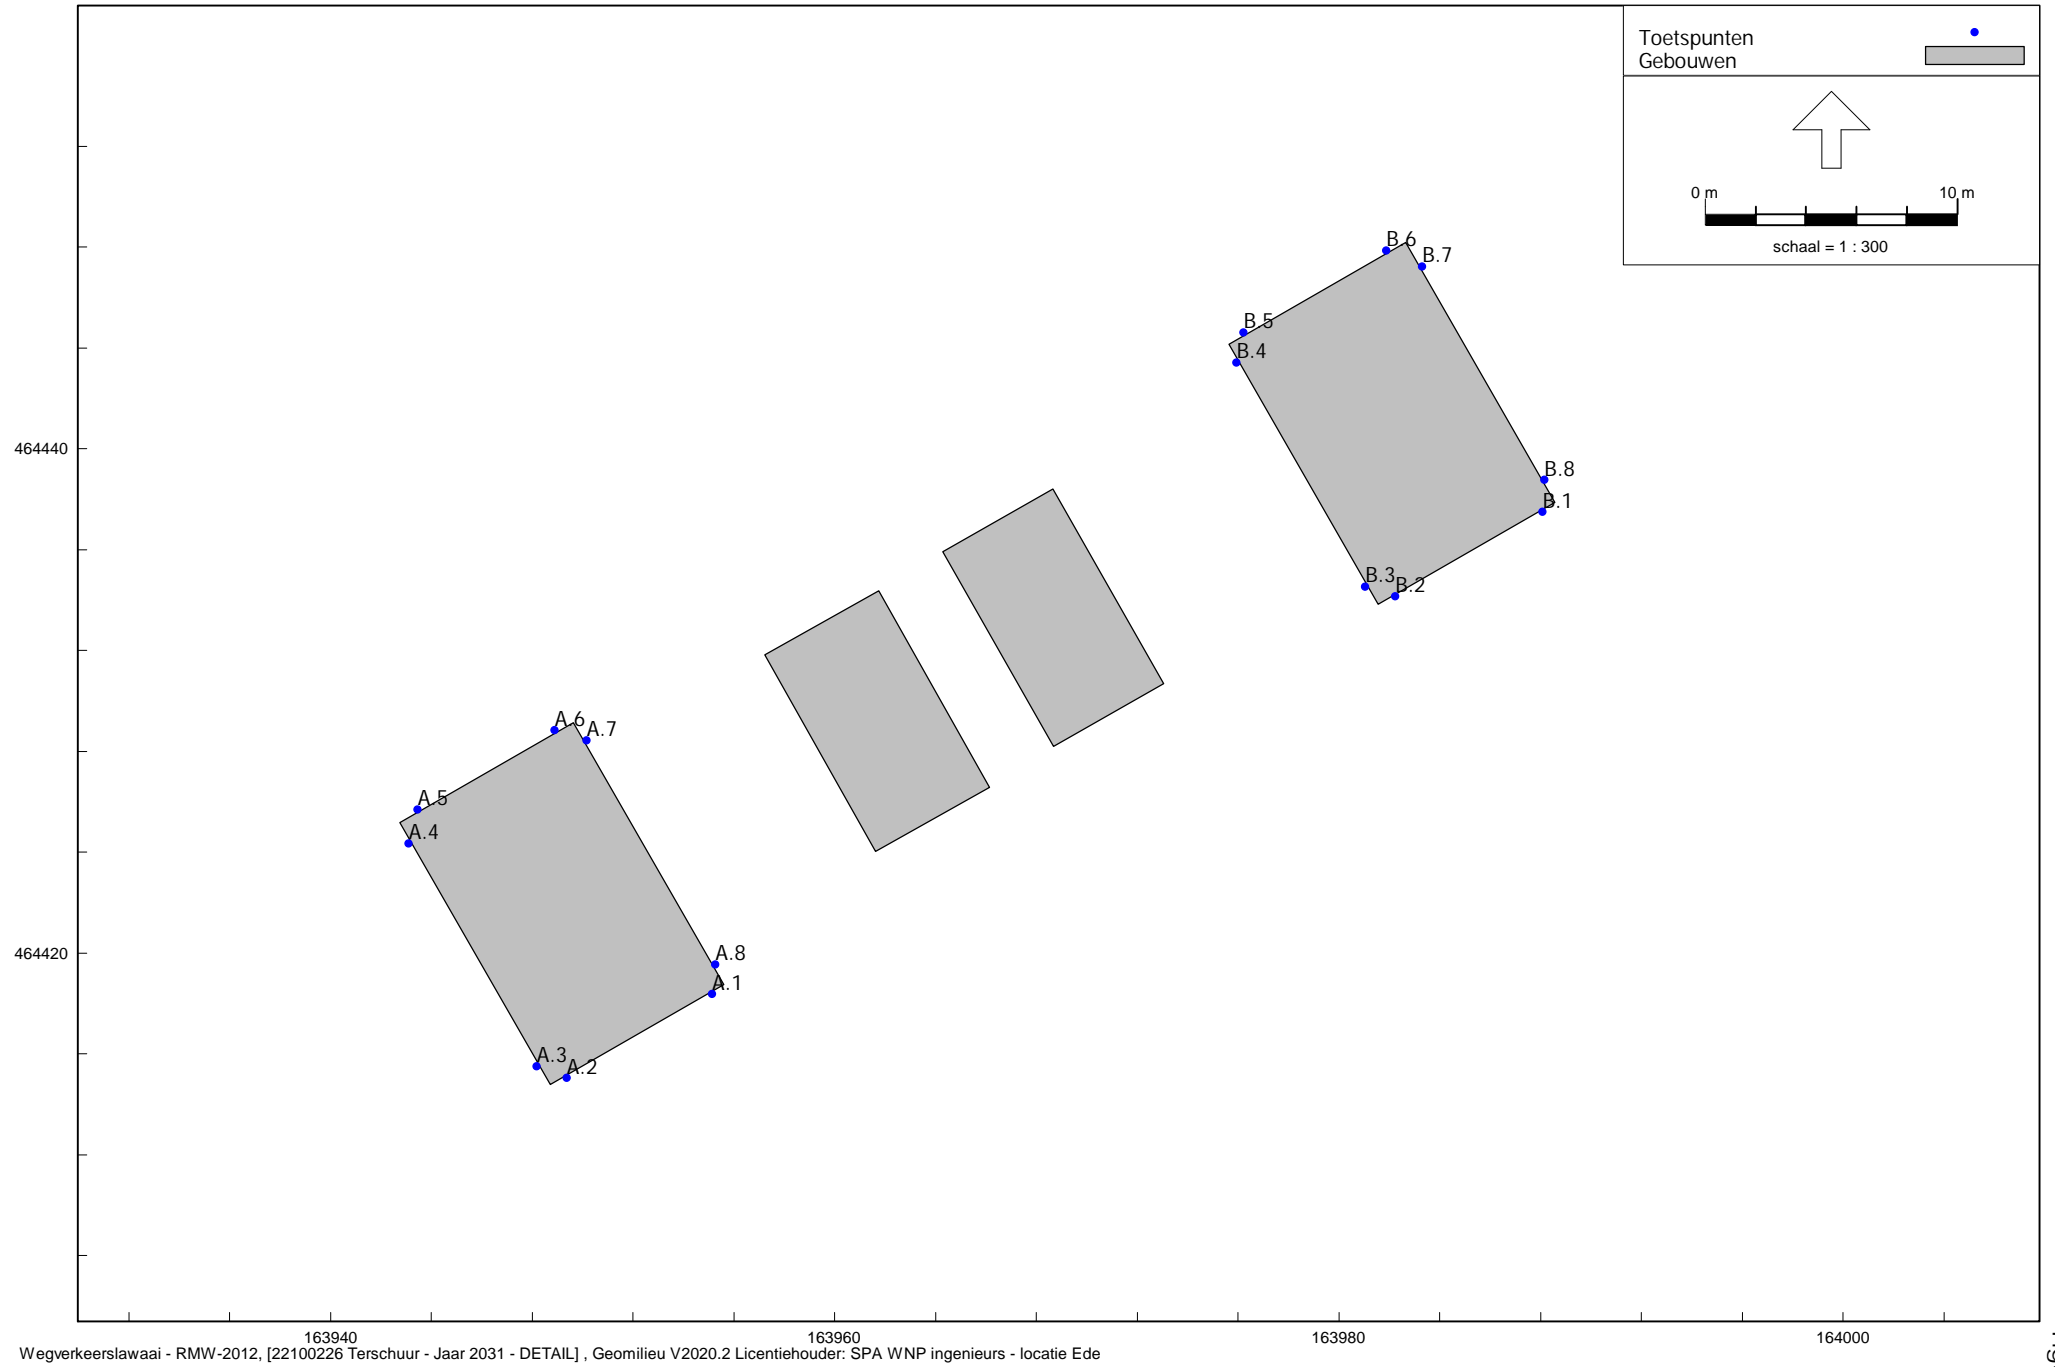 Toetspunten
Gebouwen
0 m 10 m
schaal = 1 : 300
B.6
B.7
B.5
B.4
464440
B.8
B.1
B.3
B.2
A.6
A.7
A.5
A.4
464420
A.8
A.1
A.3
A.2
163940 163960 163980 164000
Wegverkeerslawaai - RMW-2012, [22100226 Terschuur - Jaar 2031 - DETAIL] , Geomilieu V2020.2 Licentiehouder: SPA WNP ingenieurs - locatie Ede